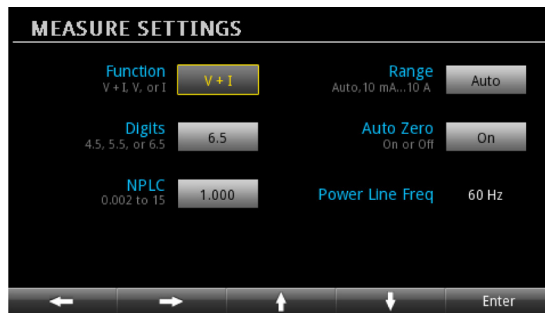 MEASURE SETTINGS
Function
V + I, V, or I
V + I
Range
Auto,10 mA...10 A
Auto
Digits
4.5, 5.5, or 6.5
6.5
Auto Zero
On or Off
On
NPLC
0.002 to 15
1.000
Power Line Freq
60 Hz
Enter